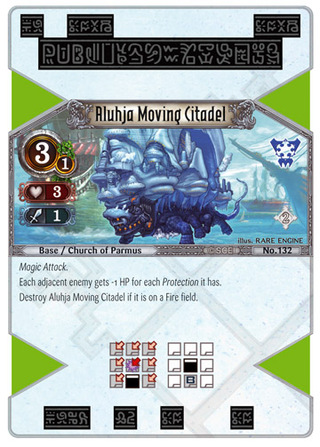 Aluhja Moving Citadel
3
1
3
1
2
illus. RARE ENGINE
Base / Church of Parmus
© SCE
No.132
Magic Attack.
Each adjacent enemy gets -1 HP for each Protection it has.
Destroy Aluhja Moving Citadel if it is on a Fire field.